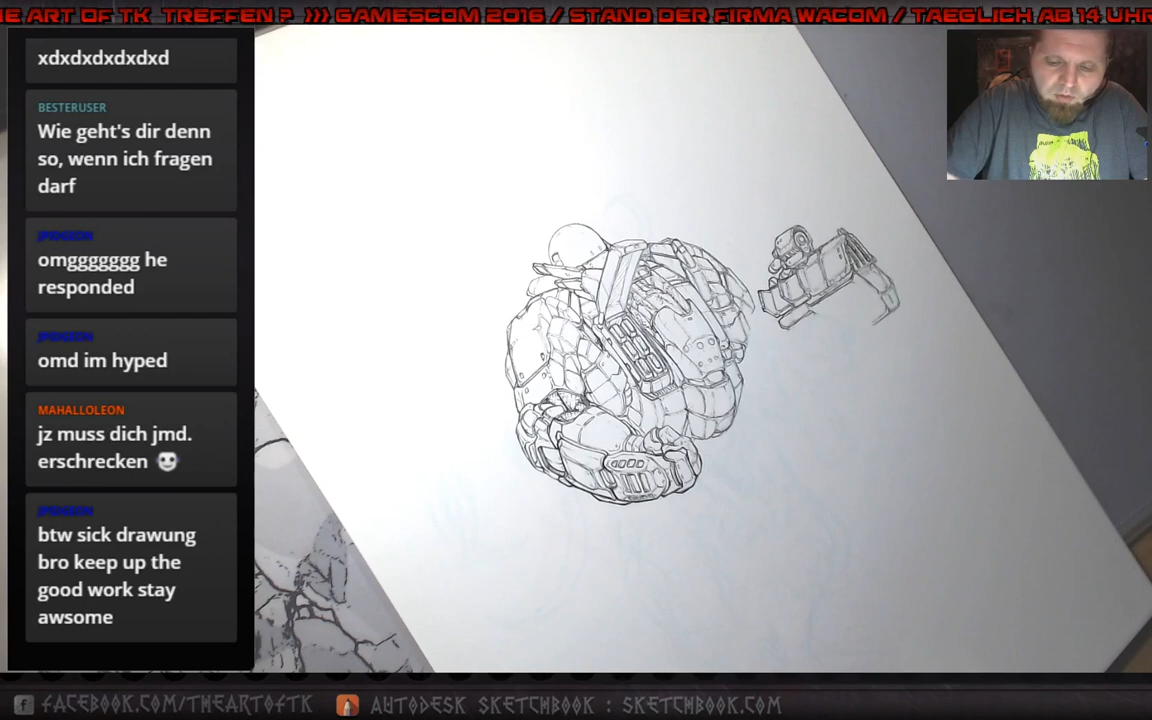 HE ART OF TK TREFFEN ? ))) GAMESCOM 2016 / STAND DER FIRMA WACOM / TAEGLICH AB 14 UHR
xdxdxdxdxdxd
BESTERUSER
Wie geht's dir denn
so, wenn ich fragen
darf
omggggggg he
responded
omd im hyped
MAHALLOLEON
jz muss dich jmd.
erschrecken
btw sick drawung
bro keep up the
good work stay
awsome
FACEBOOK.COM/THEARTOFTK AUTODESK SKETCHBOOK : SKETCHBOOK.COM